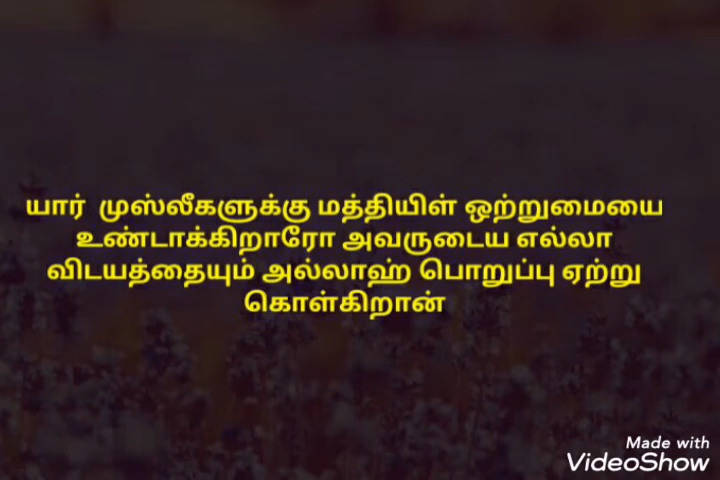 யார்  முஸ்லீகளுக்கு மத்தியிள் ஒற்றுமையை
உண்டாக்கிறாரோ அவருடைய எல்லா
விடயத்தையும் அல்லாஹ் பொறுப்பு ஏற்று
கொள்கிறான்
Made with
VideoShow